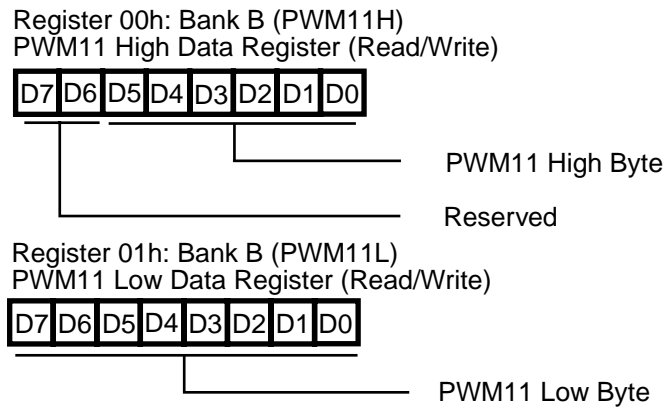 Register 00h: Bank B (PWM11H)
PWM11 High Data Register (Read/Write)
D7 D6 D5 D4 D3 D2 D1 D0
PWM11 High Byte
Reserved
Register 01h: Bank B (PWM11L)
PWM11 Low Data Register (Read/Write)
D7 D6 D5 D4 D3 D2 D1 D0
PWM11 Low Byte